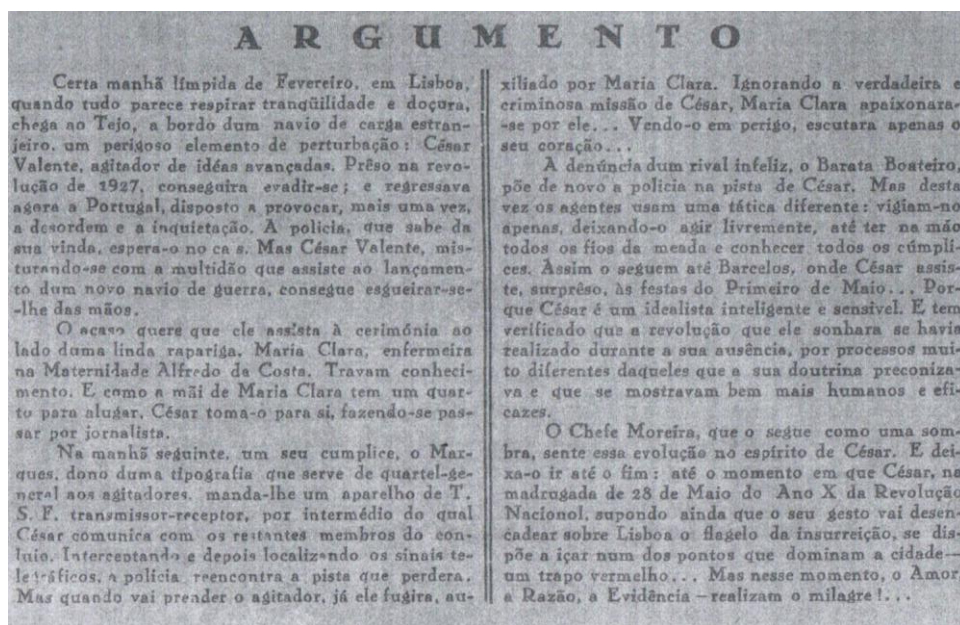 ARGUMENTO
Certa manhã límpida de Fevereiro, em Lisboa,
quando tudo parece respirar tranqüilidade e doçura,
chega ao Tejo, a bordo dum navio de carga estran-
jeiro, um perigoso elemento de perturbação: César
Valente, agitador de idéas avançadas. Prêso na revo-
lução de 1927, conseguira evadir-se; e regressava
agora a Portugal, disposto a provocar, mais uma vez,
a desordem e a inquietação. A polícia, que sabe da
sua vinda, espera-o no ca s. Mas César Valente, mis-
turando-se com a multidão que assiste ao lançamen-
to dum novo navio de guerra, consegue esgueirar-se-
-lhe das mãos.
O acaso quere que ele assista à cerimónia ao
lado duma linda rapariga, Maria Clara, enfermeira
na Maternidade Alfredo da Costa. Travam conheci-
mento. E como a mãi de Maria Clara tem um quar-
to para alugar, César toma-o para si, fazendo-se pas-
sar por jornalista.
Na manhã seguinte, um seu cumplice, o Mar-
ques, dono duma tipografia que serve de quartel-ge-
neral aos agitadores, manda-lhe um aparelho de T.
S. F. transmissor-receptor, por intermédio do qual
César comunica com os restantes membros do con-
luio. Interceptando e depois localizando os sinais te-
legráficos, a polícia reencontra a pista que perdera.
Mas quando vai prender o agitador, já ele fugira, au-
xiliado por Maria Clara. Ignorando a verdadeira e
criminosa missão de César, Maria Clara apaixonara-
-se por ele... Vendo-o em perigo, escutara apenas o
seu coração...
A denúncia dum rival infeliz, o Barata Boateiro,
põe de novo a polícia na pista de César. Mas desta
vez os agentes usam uma tática diferente: vigiam-no
apenas, deixando-o agir livremente, até ter na mão
todos os fios da meada e conhecer todos os cúmpli-
ces. Assim o seguem até Barcelos, onde César assis-
te, surprêso, às festas do Primeiro de Maio... Por-
que César é um idealista inteligente e sensivel. E tem
verificado que a revolução que ele sonhara se havia
realizado durante a sua ausência, por processos mui-
to diferentes daqueles que a sua doutrina preconiza-
va e que se mostravam bem mais humanos e efi-
cazes.
O Chefe Moreira, que o segue como uma som-
bra, sente essa evolução no espírito de César. E dei-
xa-o ir até o fim: até o momento em que César, na
madrugada de 28 de Maio do Ano X da Revolução
Nacional, supondo ainda que o seu gesto vai desen-
cadear sobre Lisboa o flagelo da insurreição, se dis-
põe a içar num dos pontos que dominam a cidade—
um trapo vermelho... Mas nesse momento, o Amor,
a Razão, a Evidência — realizam o milagre!...